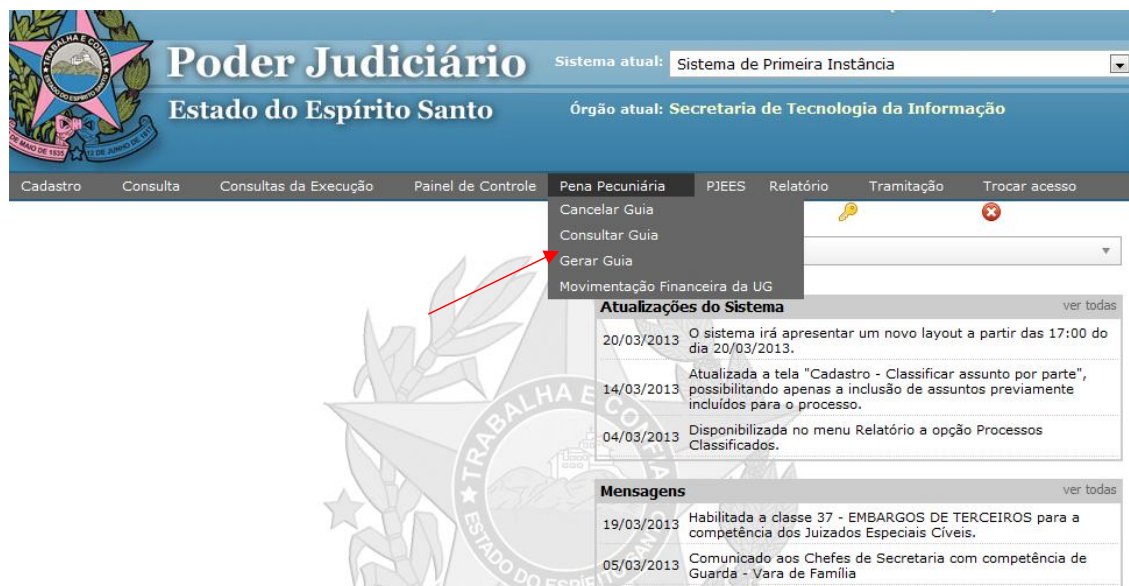 Poder Judiciário
Estado do Espírito Santo
Sistema atual: Sistema de Primeira Instância
Órgão atual: Secretaria de Tecnologia da Informação
Cadastro Consulta Consultas da Execução Painel de Controle Pena Pecuniária PJEES Relatório Tramitação Trocar acesso
Cancelar Guia
Consultar Guia
Gerar Guia
Movimentação Financeira da UG
Atualizações do Sistema ver todas
20/03/2013 O sistema irá apresentar um novo layout a partir das 17:00 do
dia 20/03/2013.
14/03/2013 Atualizada a tela "Cadastro - Classificar assunto por parte",
possibilitando apenas a inclusão de assuntos previamente
incluídos para o processo.
04/03/2013 Disponibilizada no menu Relatório a opção Processos
Classificados.
Mensagens ver todas
19/03/2013 Habilitada a classe 37 - EMBARGOS DE TERCEIROS para a
competência dos Juizados Especiais Cíveis.
05/03/2013 Comunicado aos Chefes de Secretaria com competência de
Guarda - Vara de Família
TRABALHA E CONFIA